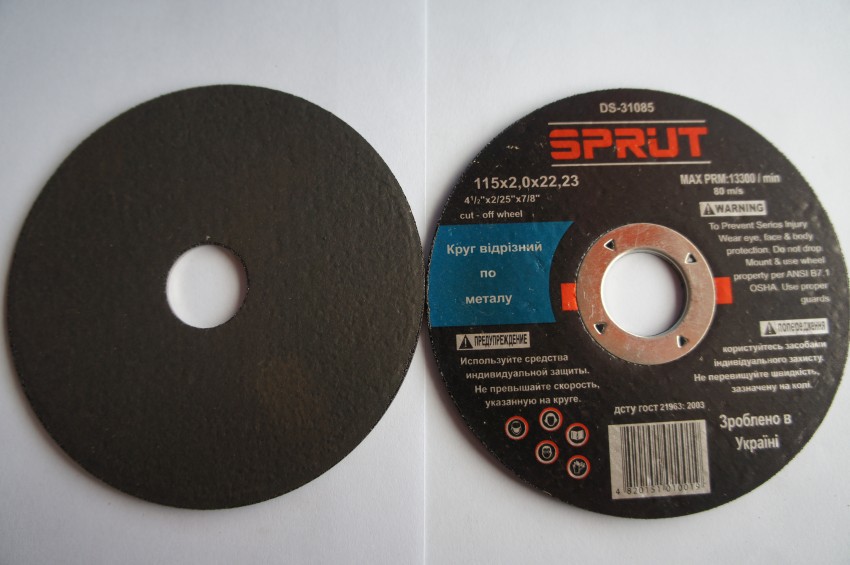 DS-31085
SPRUT
115x2,0x22,23
4¹/₂"x2/25"x7/8"
cut - off wheel
MAX PRM:13300 / min
80 m/s
WARNING
To Prevent Serios Injury
Wear eye, face & body
protection. Do not drop.
Mount & use wheel
property per ANSI B7.1
OSHA. Use proper
guards
Круг відрізний
по
металу
ПРЕДУПРЕЖДЕНИЕ
Используйте средства
индивидуальной защиты.
Не превышайте скорость,
указанную на круге.
попередження
користуйтесь засобами
індивідуального захисту.
Не перевищуйте швидкість,
зазначену на колі.
ДСТУ ГОСТ 21963: 2003
Зроблено в
Україні